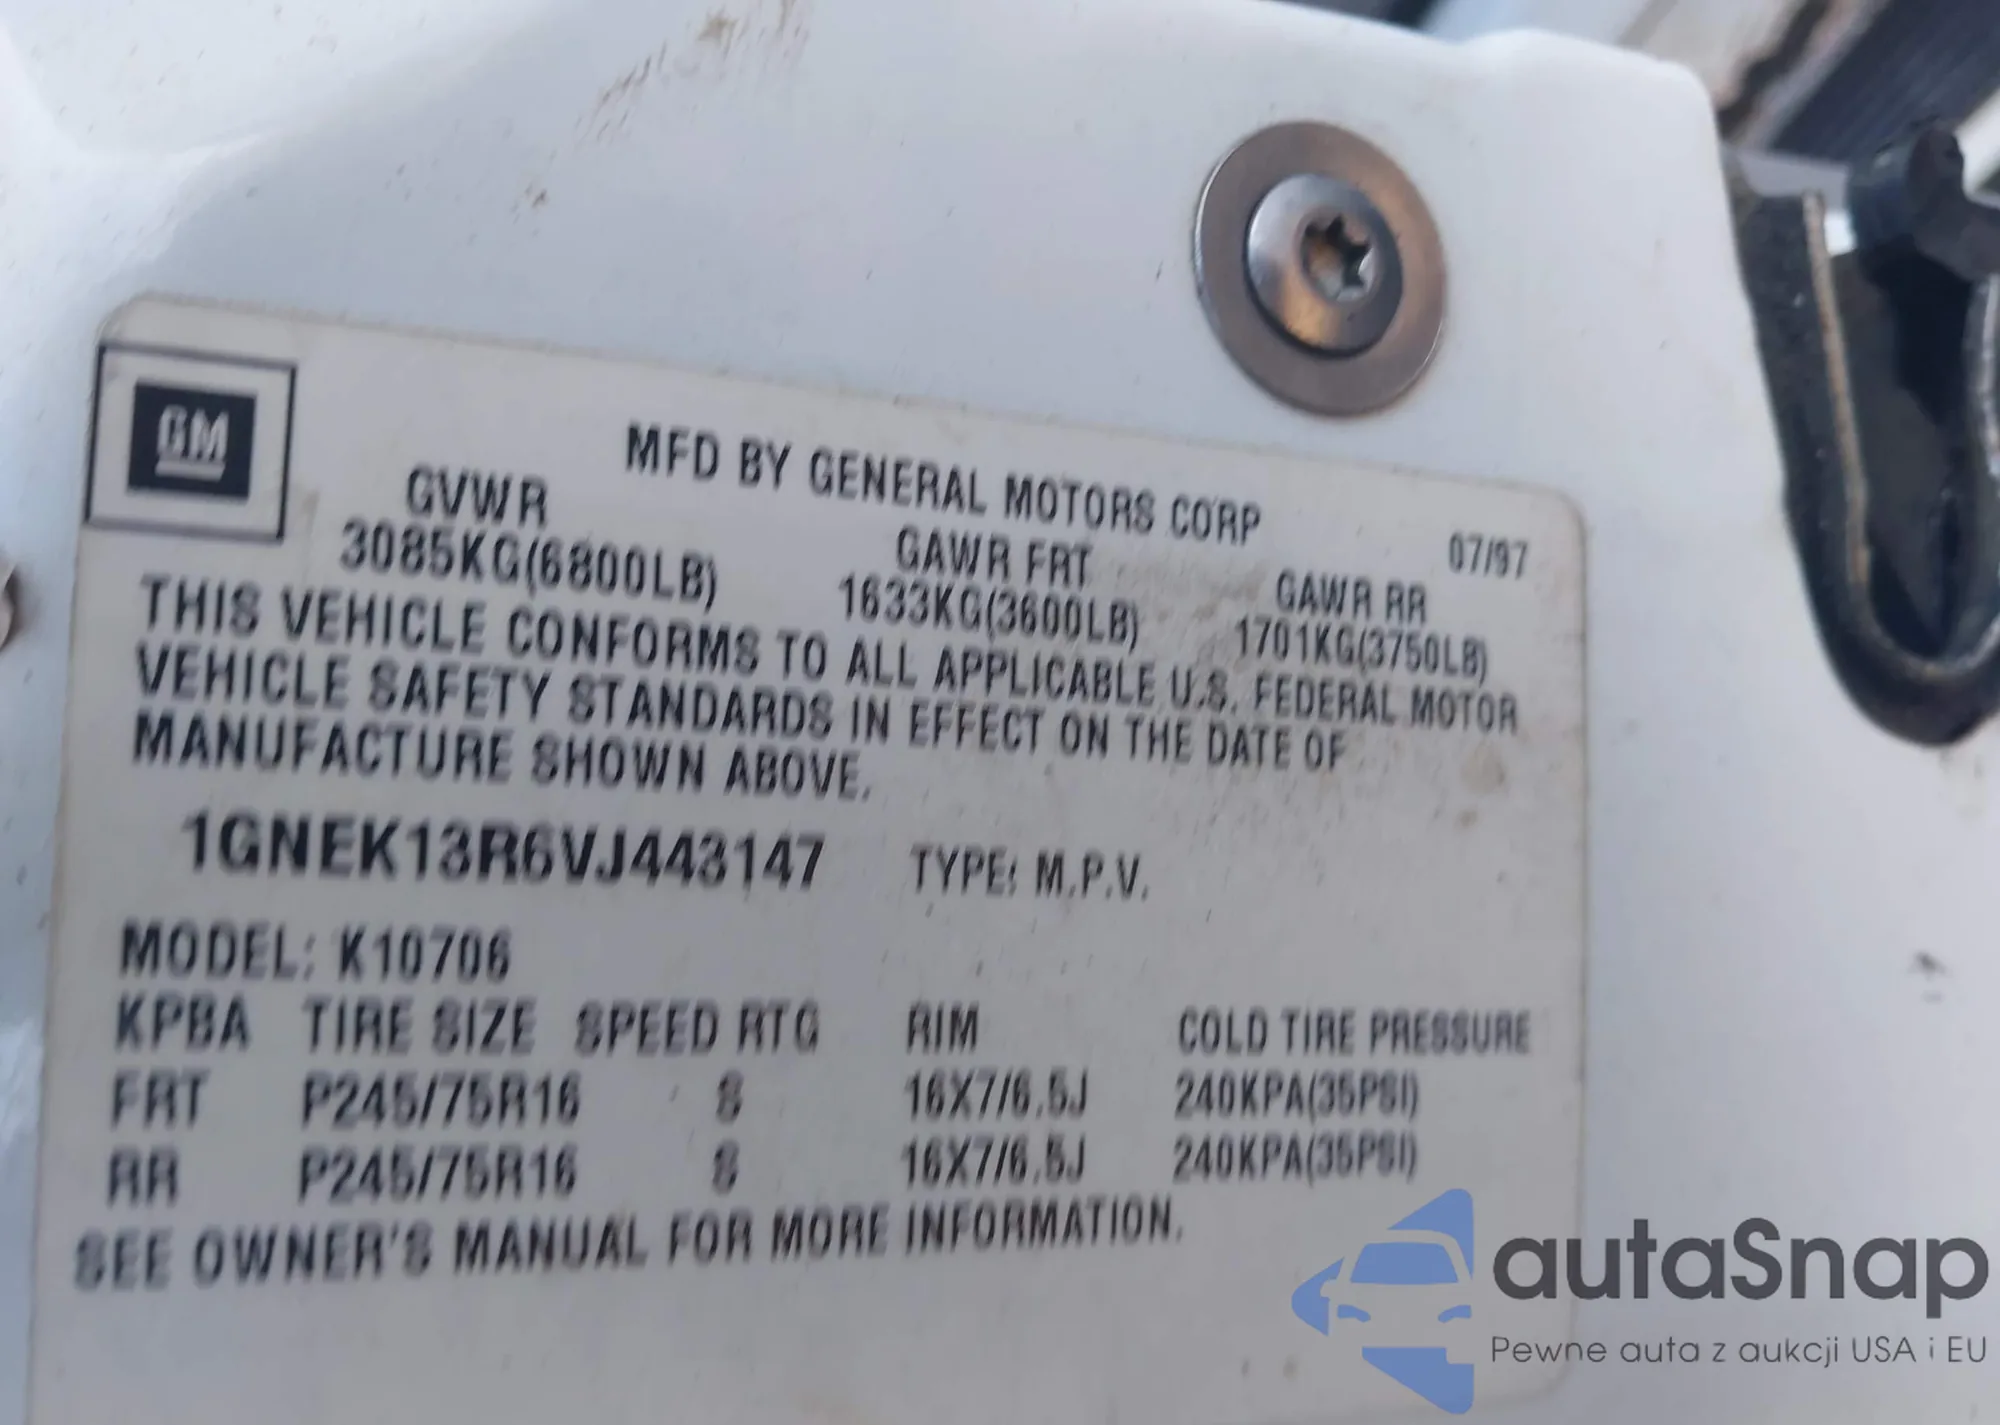 GM
MFD BY GENERAL MOTORS CORP
07/97
GVWR
GAWR FRT
GAWR RR
3085KG(6800LB)
1633KG(3600LB)
1701KG(3750LB)
THIS VEHICLE CONFORMS TO ALL APPLICABLE U.S. FEDERAL MOTOR
VEHICLE SAFETY STANDARDS IN EFFECT ON THE DATE OF
MANUFACTURE SHOWN ABOVE.
1GNEK13R6VJ443147 TYPE: M.P.V.
MODEL: K10706
KPBA TIRE SIZE SPEED RTG RIM COLD TIRE PRESSURE
FRT P245/75R16 S 16X7/6.5J 240KPA(35PSI)
RR P245/75R16 S 16X7/6.5J 240KPA(35PSI)
SEE OWNER'S MANUAL FOR MORE INFORMATION.
autaSnap
Pewne auta z aukcji USA i EU